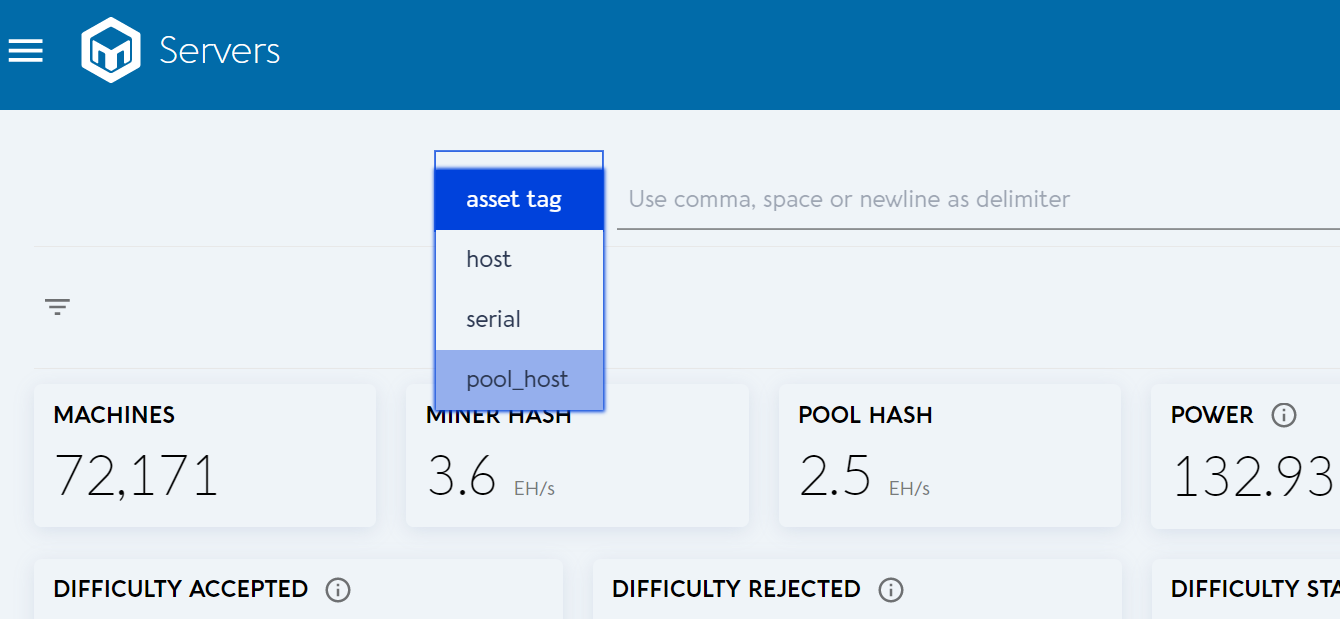 Servers
asset tag
Use comma, space or newline as delimiter
host
serial
pool_host
MACHINES
72,171
MINER HASH
3.6 EH/s
POOL HASH
2.5 EH/s
POWER
132.93
DIFFICULTY ACCEPTED
DIFFICULTY REJECTED
DIFFICULTY STA